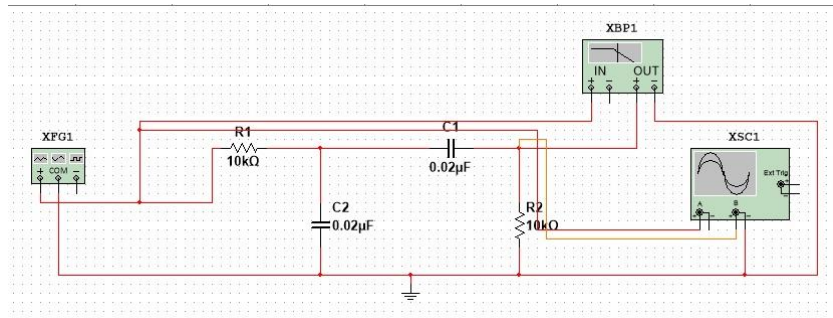 XBP1
IN OUT
+ − + −
XFG1
+ COM −
R1
10kΩ
C1
0.02µF
XSC1
Ext Trig
+
−
A B
+ − + −
C2
0.02µF
R2
10kΩ